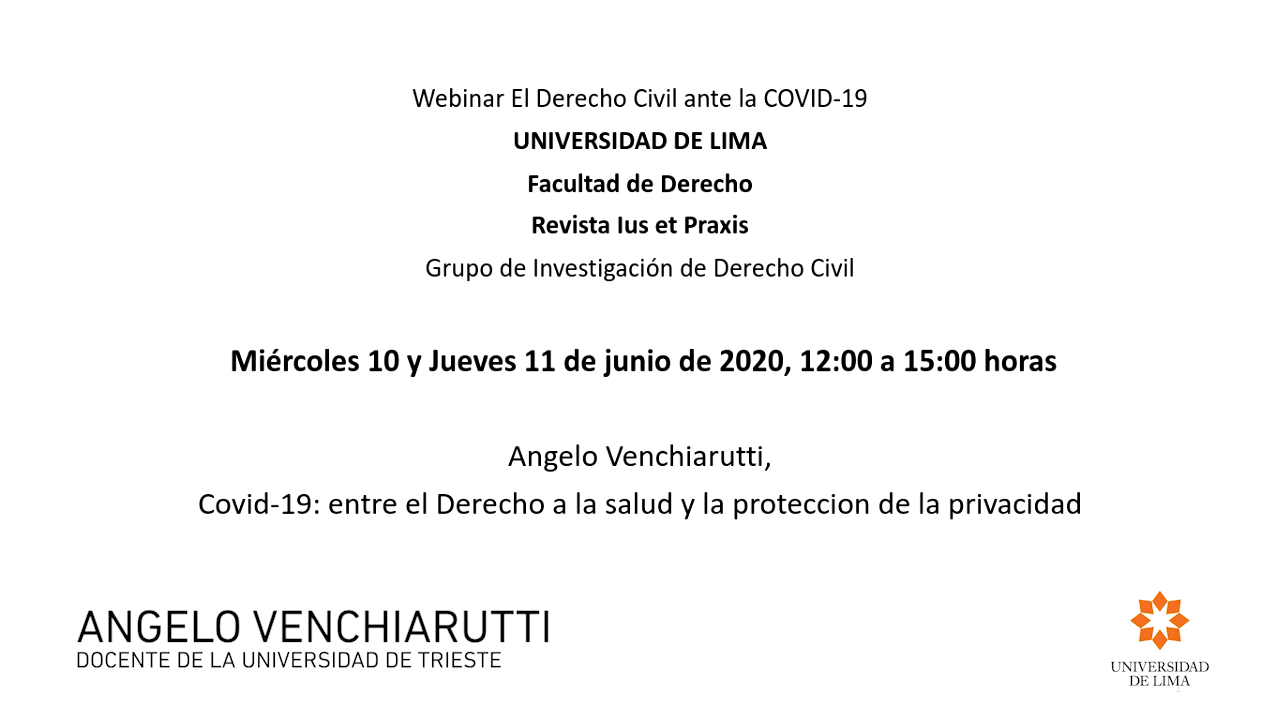 Webinar El Derecho Civil ante la COVID-19
UNIVERSIDAD DE LIMA
Facultad de Derecho
Revista Ius et Praxis
Grupo de Investigación de Derecho Civil
Miércoles 10 y Jueves 11 de junio de 2020, 12:00 a 15:00 horas
Angelo Venchiarutti,
Covid-19: entre el Derecho a la salud y la proteccion de la privacidad
ANGELO VENCHIARUTTI
DOCENTE DE LA UNIVERSIDAD DE TRIESTE
UNIVERSIDAD
DE LIMA